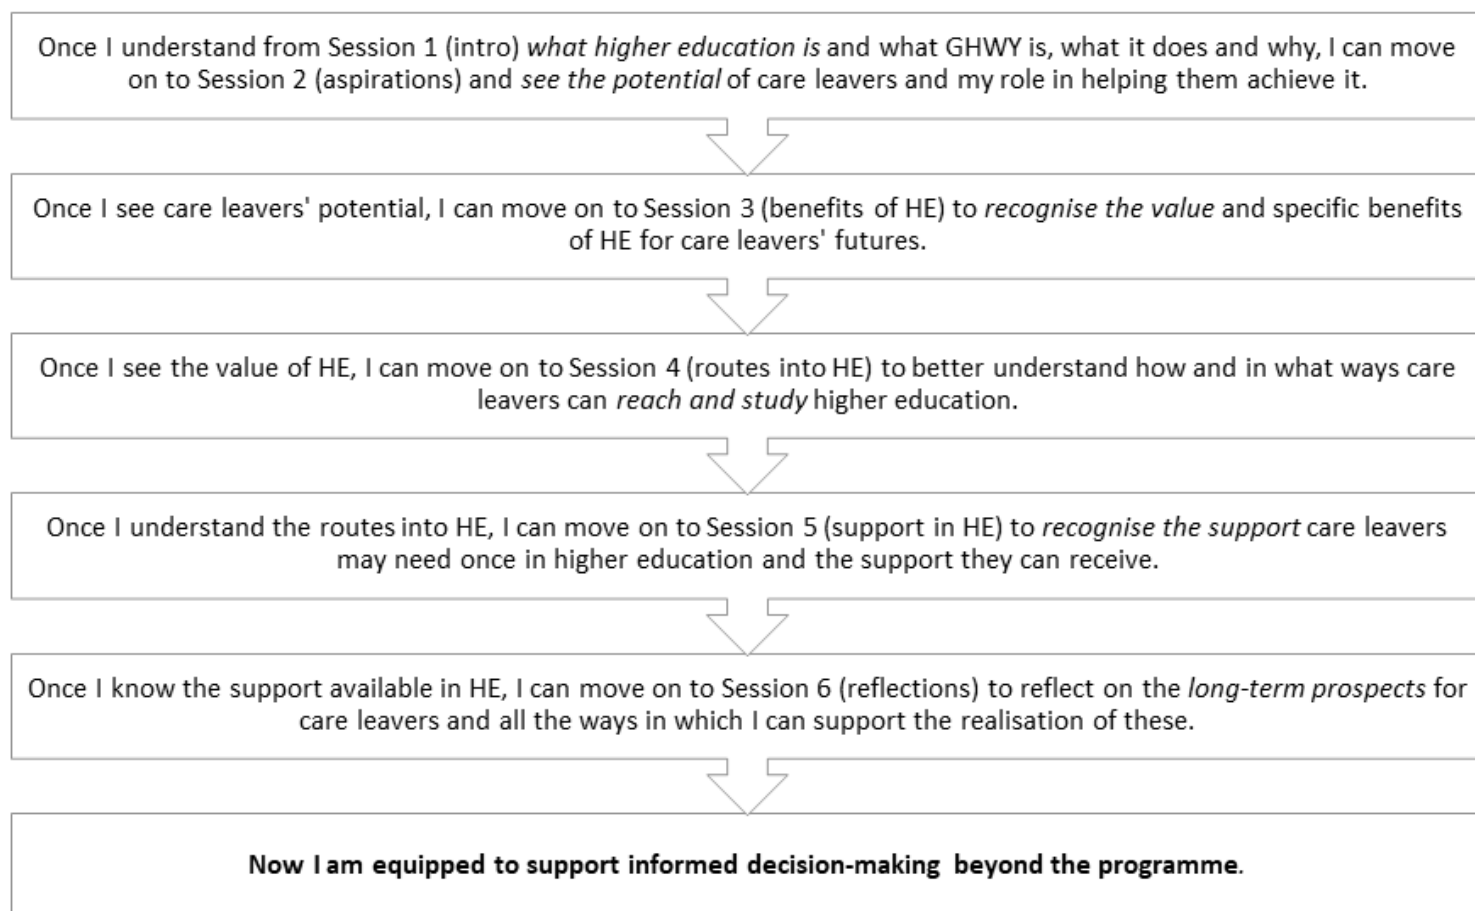 Once I understand from Session 1 (intro) what higher education is and what GHWY is, what it does and why, I can move
on to Session 2 (aspirations) and see the potential of care leavers and my role in helping them achieve it.
Once I see care leavers' potential, I can move on to Session 3 (benefits of HE) to recognise the value and specific benefits
of HE for care leavers' futures.
Once I see the value of HE, I can move on to Session 4 (routes into HE) to better understand how and in what ways care
leavers can reach and study higher education.
Once I understand the routes into HE, I can move on to Session 5 (support in HE) to recognise the support care leavers
may need once in higher education and the support they can receive.
Once I know the support available in HE, I can move on to Session 6 (reflections) to reflect on the long-term prospects for
care leavers and all the ways in which I can support the realisation of these.
Now I am equipped to support informed decision-making beyond the programme.